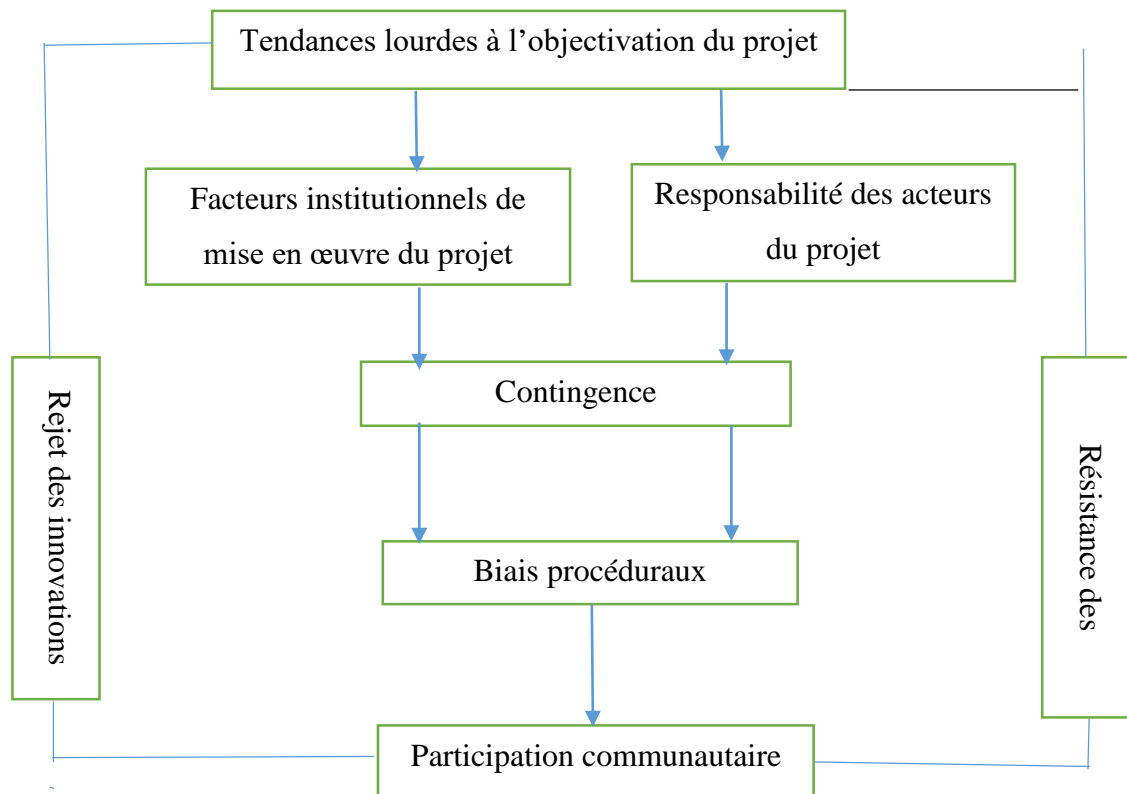 Tendances lourdes à l'objectivation du projet
Facteurs institutionnels de
mise en œuvre du projet
Responsabilité des acteurs
du projet
Rejet des innovations
Contingence
Résistance des
Biais procéduraux
Participation communautaire